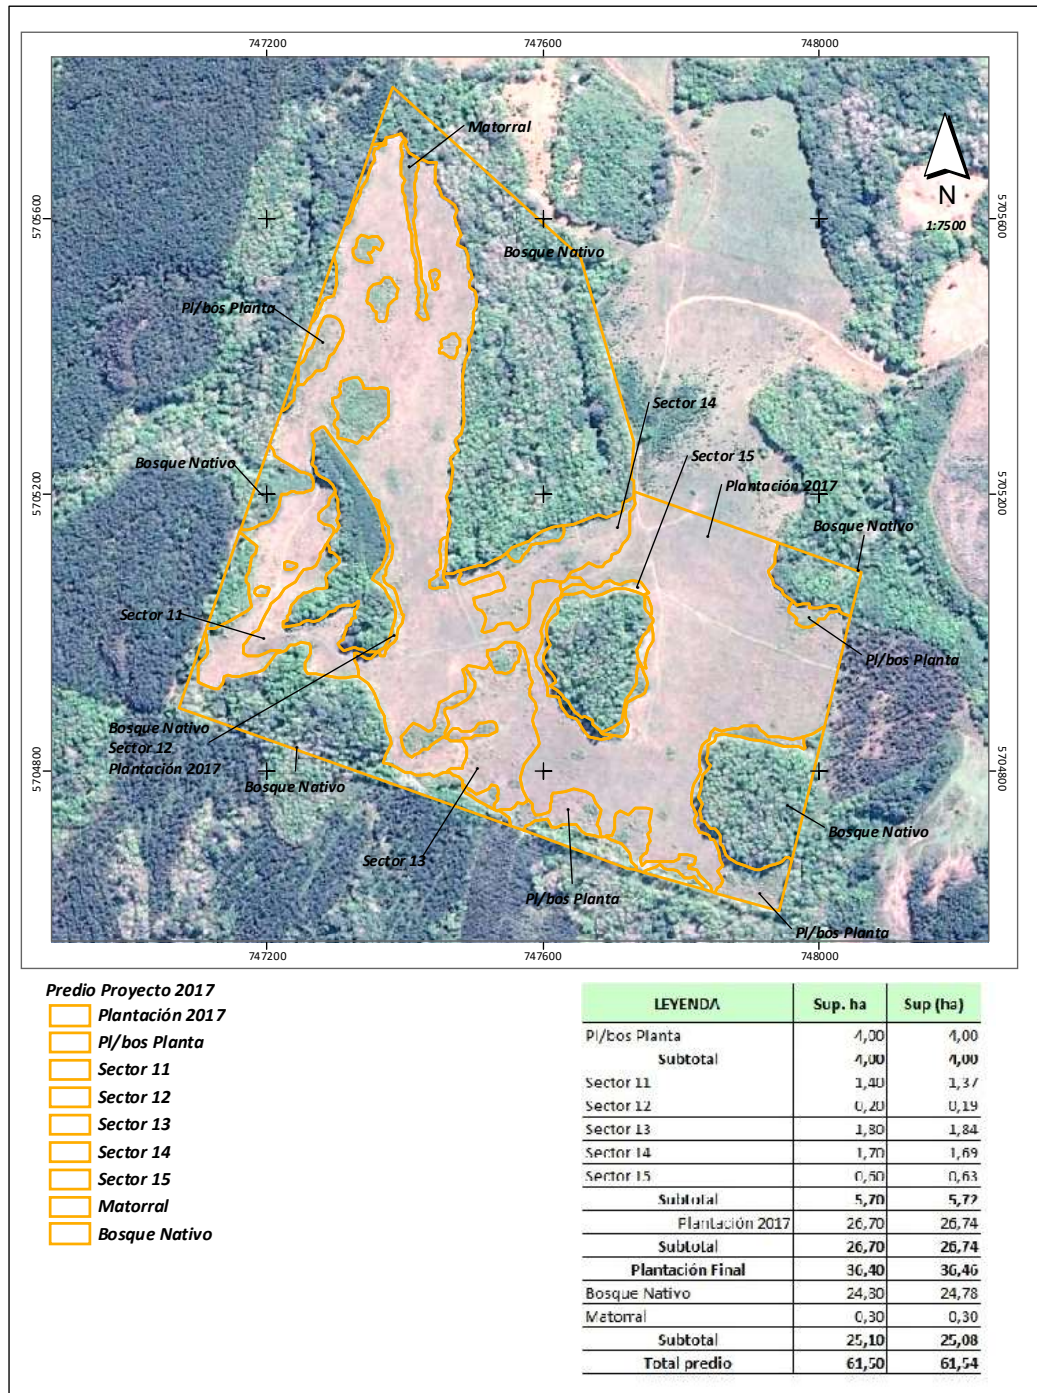 747200 747600 748000
Matorral
N
1:7500
5705600 5705600
Bosque Nativo
Pl/bos Planta
Sector 14
Sector 15
Bosque Nativo
Plantación 2017
5705200 5705200
Bosque Nativo
Sector 11
Pl/bos Planta
Bosque Nativo
Sector 12
Plantación 2017
Bosque Nativo
5704800 5704800
Bosque Nativo
Sector 13
Pl/bos Planta
Pl/bos Planta
747200 747600 748000
Predio Proyecto 2017
Plantación 2017
Pl/bos Planta
Sector 11
Sector 12
Sector 13
Sector 14
Sector 15
Matorral
Bosque Nativo
LEYENDA Sup. ha Sup (ha)
Pl/bos Planta 4,00 4,00
Subtotal 4,00 4,00
Sector 11 1,40 1,37
Sector 12 0,20 0,19
Sector 13 1,80 1,84
Sector 14 1,70 1,69
Sector 15 0,60 0,63
Subtotal 5,70 5,72
Plantación 2017 26,70 26,74
Subtotal 26,70 26,74
Plantación Final 36,40 36,46
Bosque Nativo 24,80 24,78
Matorral 0,30 0,30
Subtotal 25,10 25,08
Total predio 61,50 61,54